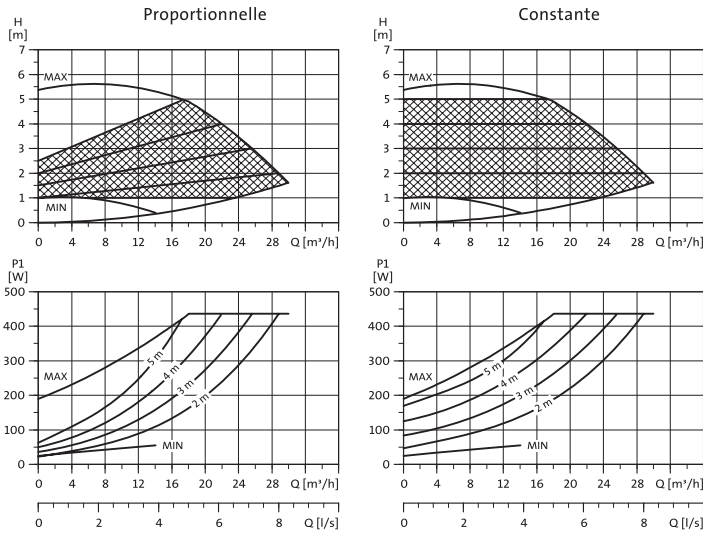 Proportionnelle
Constante
H
[m]
7
6
5
4
3
2
1
0
MAX
MIN
0 4 8 12 16 20 24 28 Q [m³/h]
H
[m]
7
6
5
4
3
2
1
0
MAX
MIN
0 4 8 12 16 20 24 28 Q [m³/h]
P1
[W]
500
400
300
200
100
0
MAX
5 m
4 m
3 m
2 m
MIN
0 4 8 12 16 20 24 28 Q [m³/h]
0 2 4 6 8 Q [l/s]
P1
[W]
500
400
300
200
100
0
MAX
5 m
4 m
3 m
2 m
MIN
0 4 8 12 16 20 24 28 Q [m³/h]
0 2 4 6 8 Q [l/s]